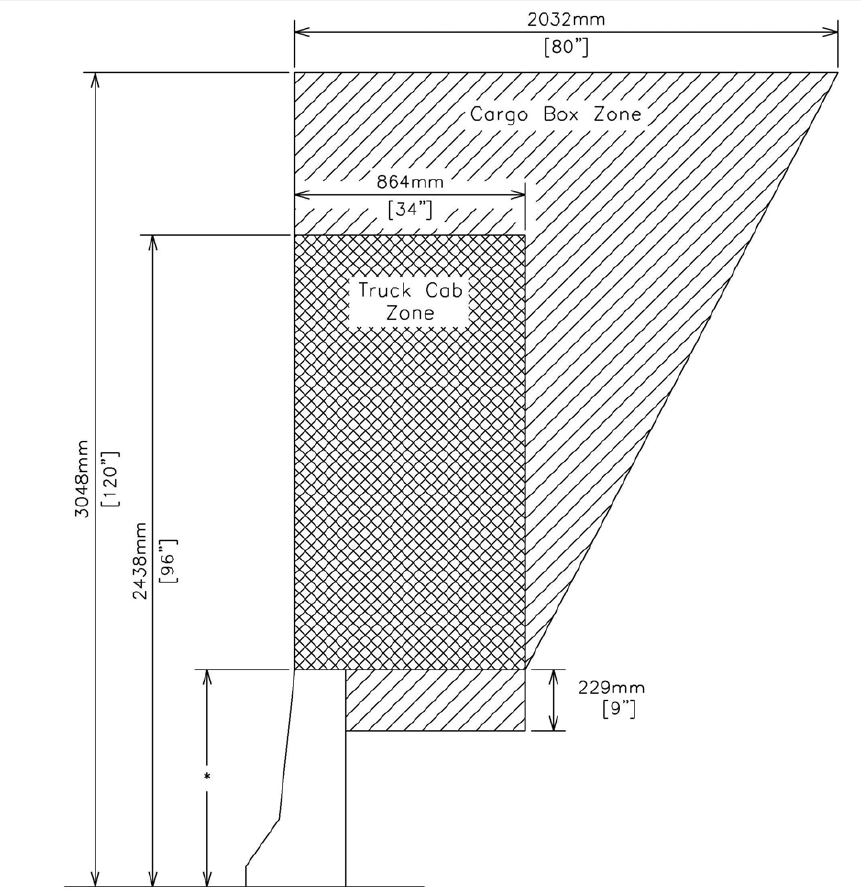 2032mm
[80”]
Cargo Box Zone
864mm
[34”]
Truck Cab
Zone
3048mm
[120”]
2438mm
[96”]
229mm
[9”]
*